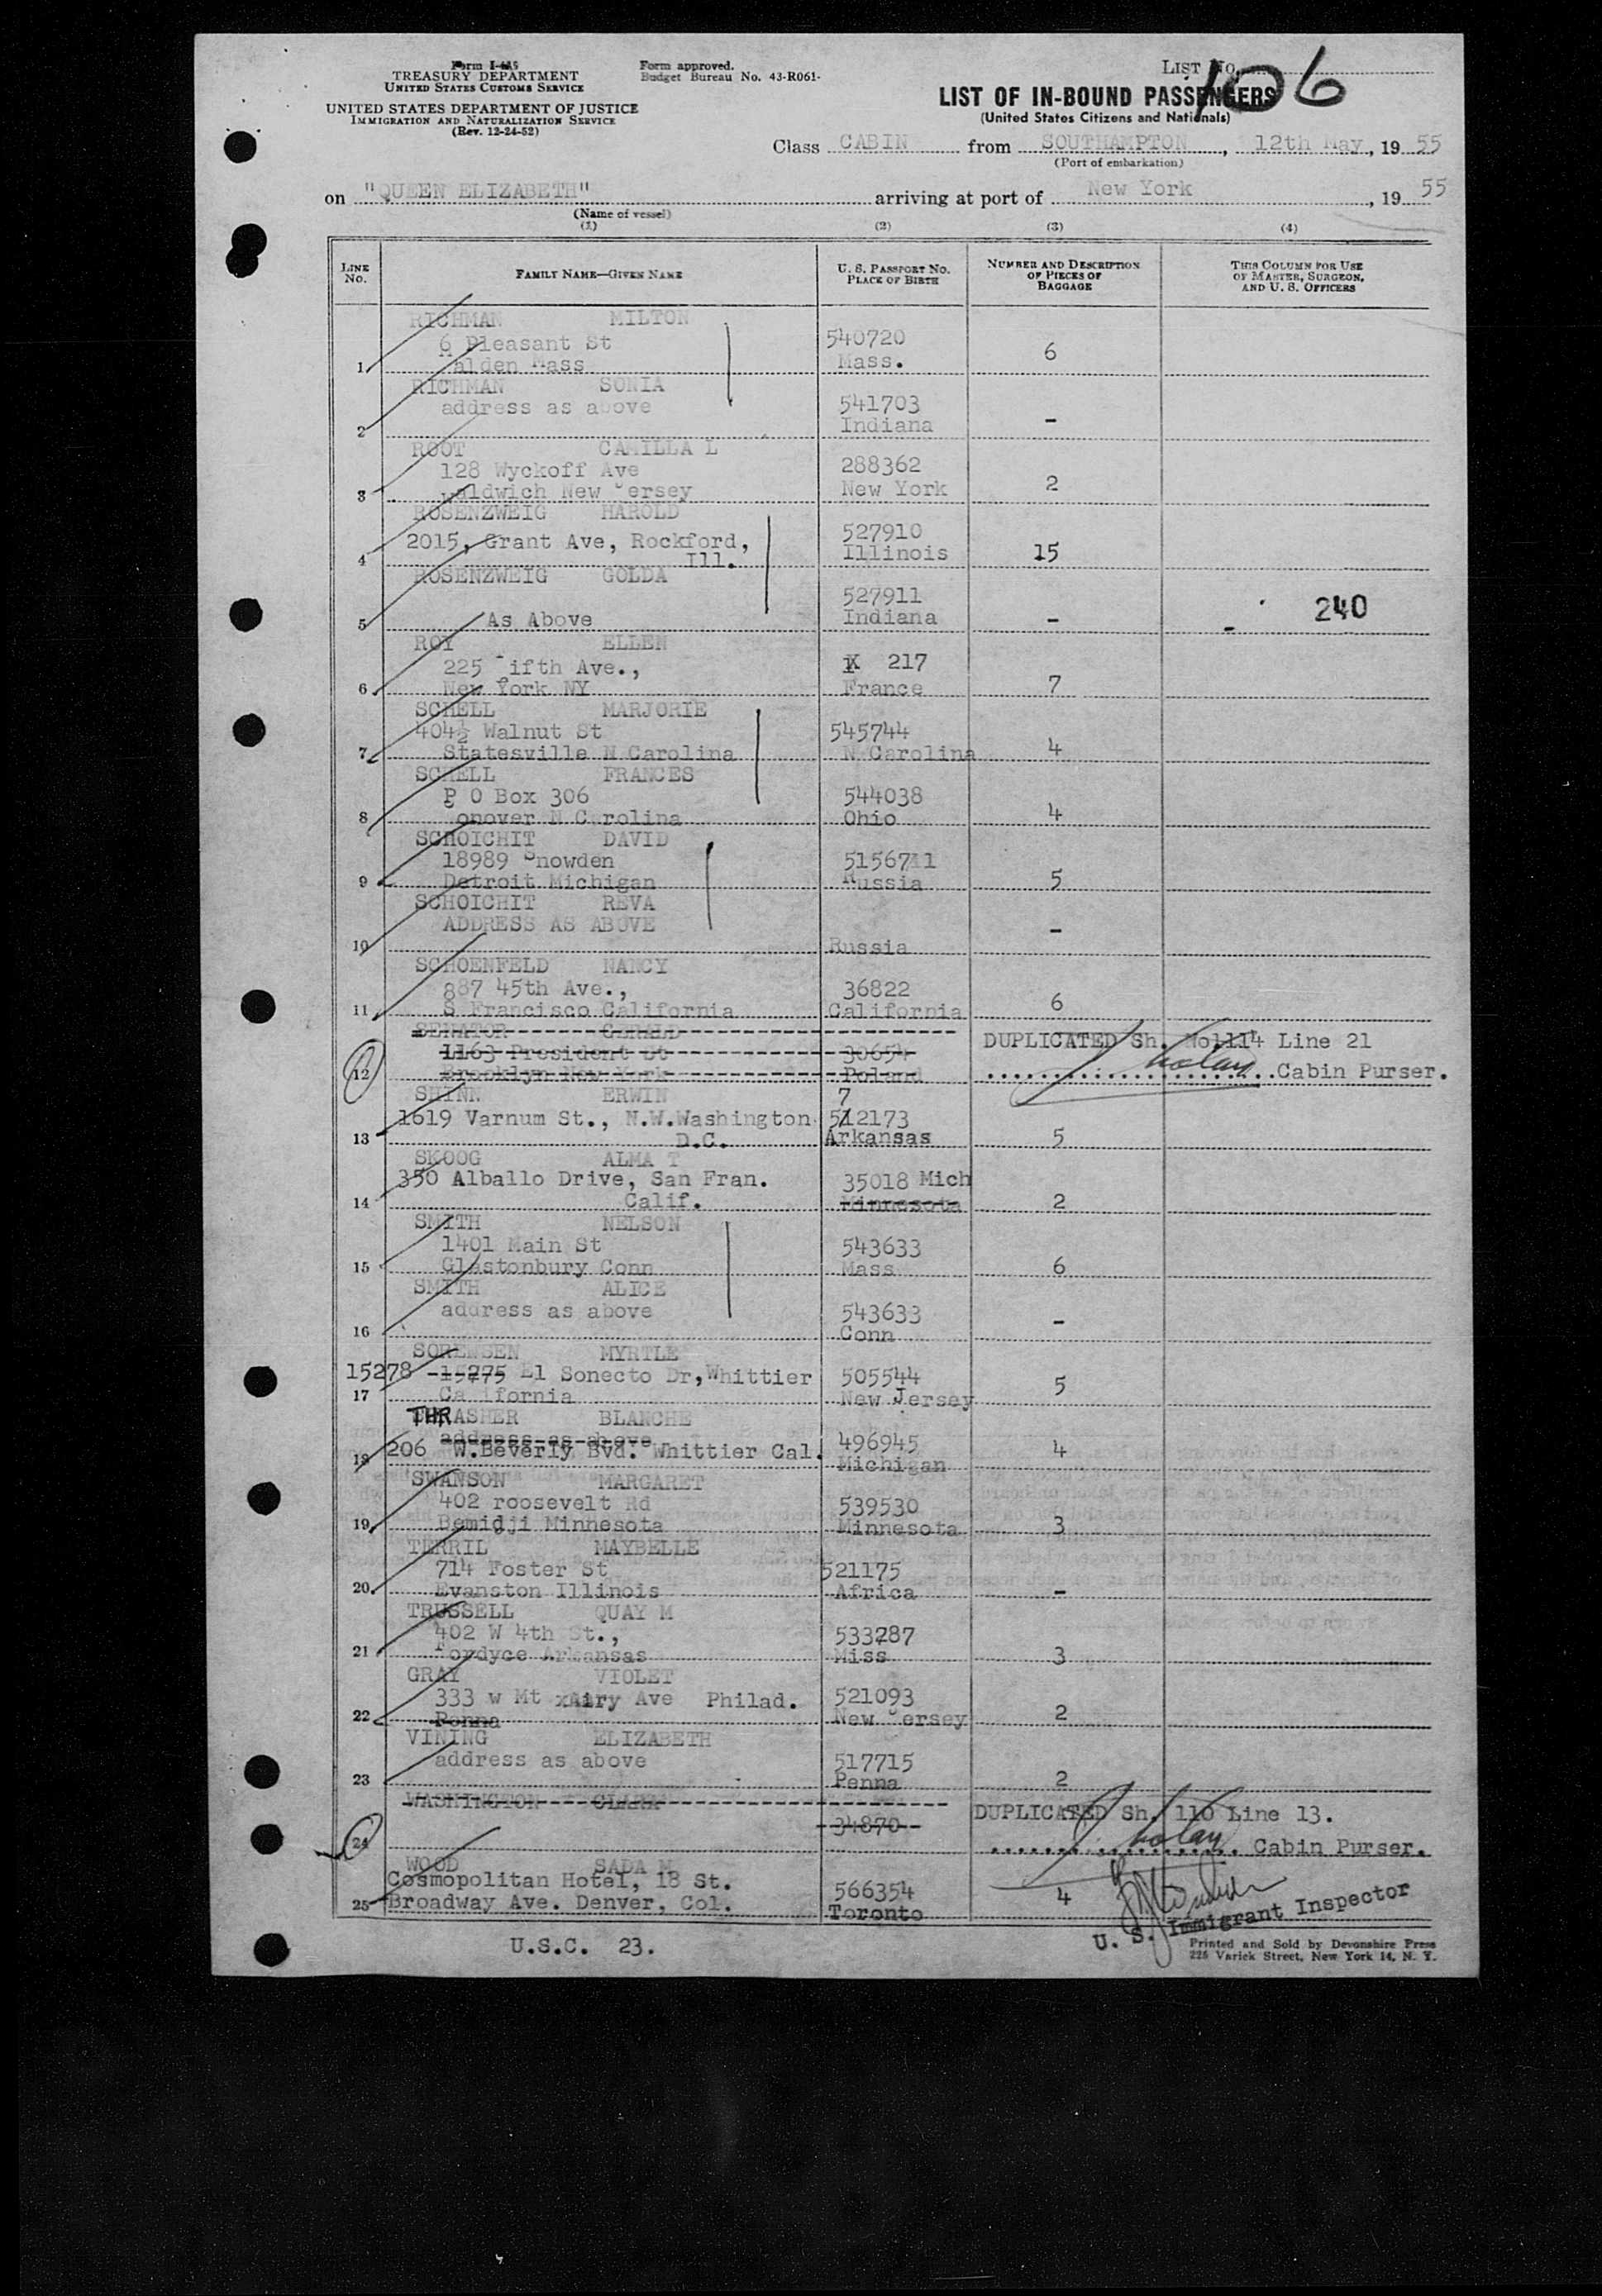 Form I-415
TREASURY DEPARTMENT
UNITED STATES CUSTOMS SERVICE
UNITED STATES DEPARTMENT OF JUSTICE
IMMIGRATION AND NATURALIZATION SERVICE
(Rev. 12-24-52)
Form approved.
Budget Bureau No. 43-R061-
LIST No. 106
LIST OF IN-BOUND PASSENGERS
(United States Citizens and Nationals)
Class CABIN from SOUTHAMPTON, 12th May, 19 55
(Port of embarkation)
on "QUEEN ELIZABETH" arriving at port of New York, 19 55
(Name of vessel)
(1) (2) (3) (4)
LINE No. FAMILY NAME—GIVEN NAME U. S. PASSPORT NO. PLACE OF BIRTH NUMBER AND DESCRIPTION OF PIECES OF BAGGAGE THIS COLUMN FOR USE OF MASTER, SURGEON, AND U. S. OFFICERS
RICHMAN MILTON
6 Pleasant St 540720
1 Malden Mass Mass. 6
RICHMAN SONIA
address as above 541703
2 Indiana -
ROOT CAMILLA L
128 Wyckoff Ave 288362
3 Waldwich New Jersey New York 2
ROSENZWEIG HAROLD
2015, Grant Ave, Rockford, 527910
4 Ill. Illinois 15
ROSENZWEIG GOLDA
527911 240
5 As Above Indiana - -
ROY ELLEN
225 Fifth Ave., X 217
6 New York NY France 7
SCHELL MARJORIE
404½ Walnut St 545744
7 Statesville N Carolina N Carolina 4
SCHELL FRANCES
P O Box 306 544038
8 Conover N Carolina Ohio 4
SCHOICHIT DAVID
18989 Snowden 5156711
9 Detroit Michigan Russia 5
SCHOICHIT REVA
ADDRESS AS ABOVE -
10 Russia
SCHOENFELD NANCY
887 45th Ave., 36822
11 S Francisco California California 6
SENATOR GERALD
1163 President St 30654 DUPLICATED Sh. No114 Line 21
12 Brooklyn New York Poland Cabin Purser.
SHINN ERWIN 7
1619 Varnum St., N.W.Washington 512173
13 D.C. Arkansas 5
SKOOG ALMA T
350 Alballo Drive, San Fran. 35018 Mich
14 Calif. Minnesota 2
SMITH NELSON
1401 Main St 543633
15 Glastonbury Conn Mass 6
SMITH ALICE
address as above 543633
16 Conn -
SORENSEN MYRTLE
15278 15275 El Sonecto Dr, Whittier 505544
17 California New Jersey 5
THRASHER BLANCHE
address as above 496945
18 206 W.Beverly Bvd. Whittier Cal. Michigan 4
SWANSON MARGARET
402 roosevelt Rd 539530
19 Bemidji Minnesota Minnesota 3
TERRIL MAYBELLE
714 Foster St 521175
20 Evanston Illinois Africa -
TRUSSELL QUAY M
402 W 4th St., 533287
21 Fordyce Arkansas Miss 3
GRAY VIOLET
333 w Mt Airy Ave Philad. 521093
22 Penna New Jersey 2
VINING ELIZABETH
address as above 517715
23 Penna 2
WASHINGTON CLARK
34870 DUPLICATED Sh. 110 Line 13.
24 Cabin Purser.
WOOD SADA M
Cosmopolitan Hotel, 18 St. 566354
25 Broadway Ave. Denver, Col. Toronto 4
U.S.C. 23.
U. S. Immigrant Inspector
Printed and Sold by Devonshire Press
225 Varick Street, New York 14, N. Y.